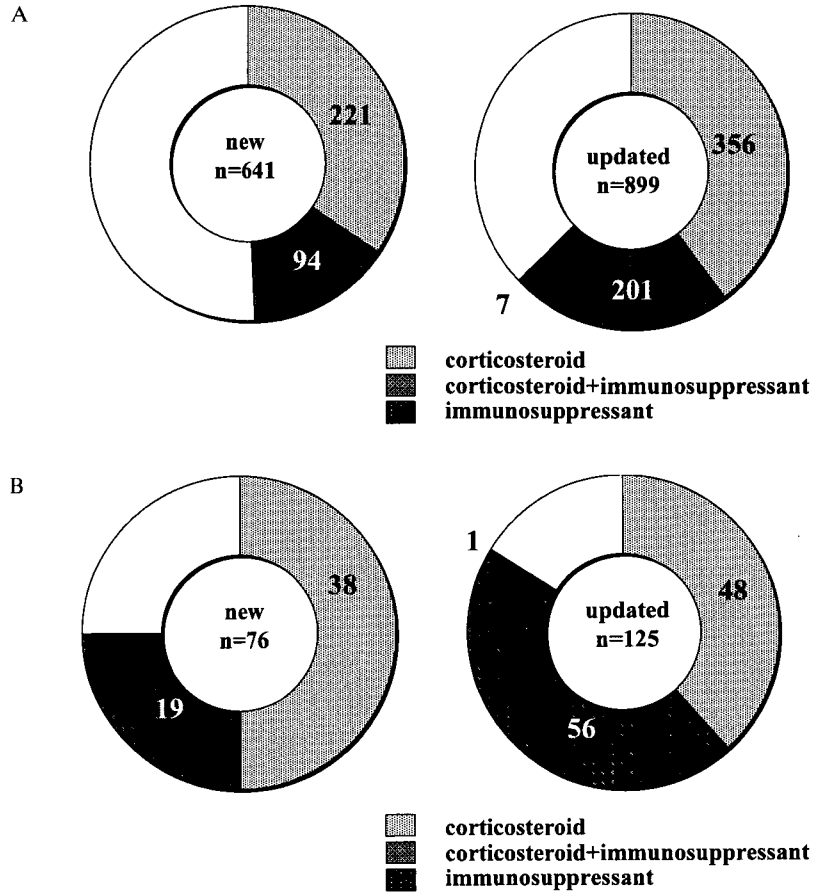 A
new
n=641
221
94
updated
n=899
356
201
7
corticosteroid
corticosteroid+immunosuppressant
immunosuppressant
B
new
n=76
38
19
updated
n=125
48
56
1
corticosteroid
corticosteroid+immunosuppressant
immunosuppressant